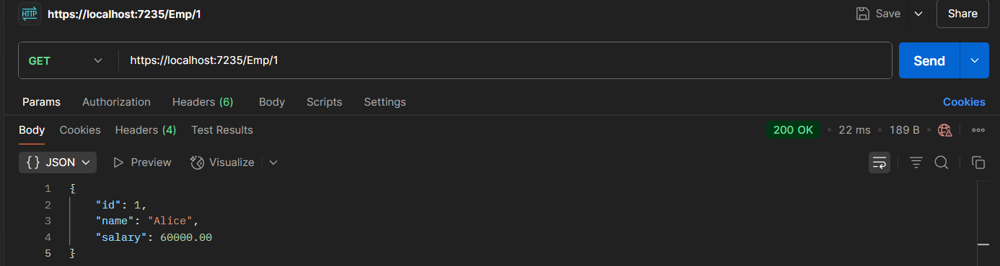 HTTP https://localhost:7235/Emp/1 Save Share
GET https://localhost:7235/Emp/1 Send
Params Authorization Headers (6) Body Scripts Settings Cookies
Body Cookies Headers (4) Test Results 200 OK • 22 ms • 189 B •
{} JSON Preview Visualize
1 {
2 "id": 1,
3 "name": "Alice",
4 "salary": 60000.00
5 }